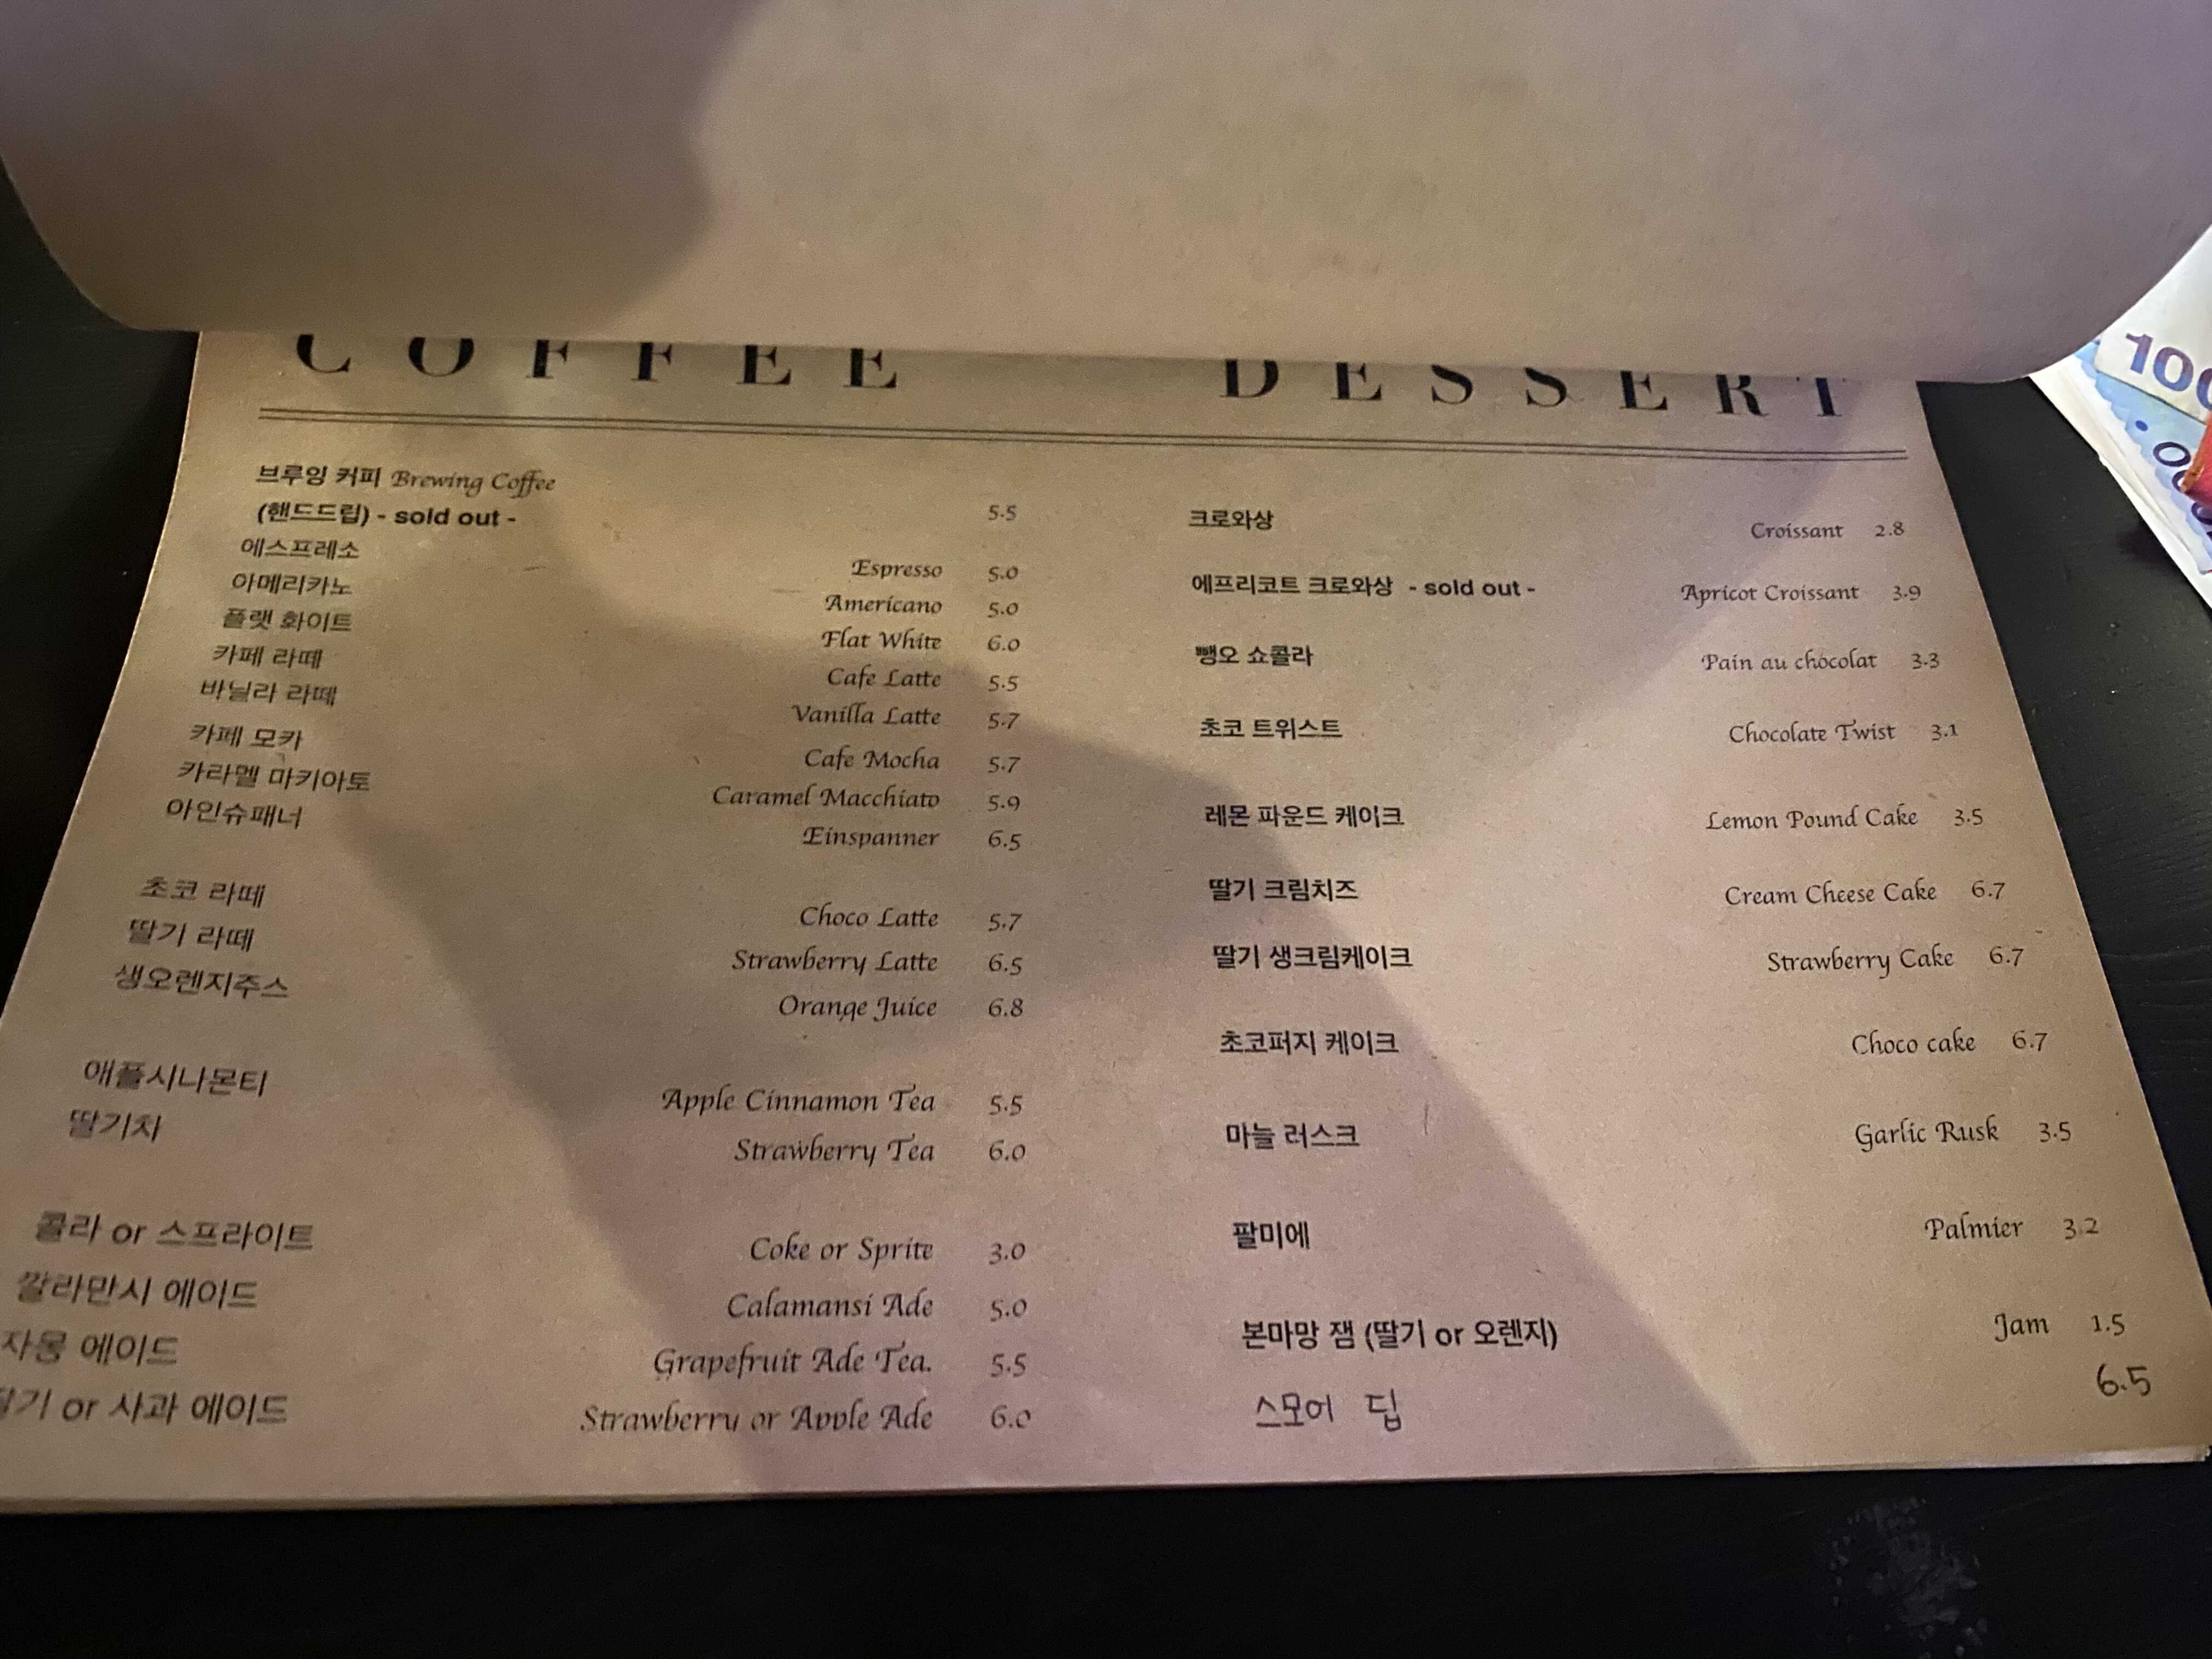 COFFEE
브루잉 커피 Brewing Coffee
(핸드드립) - sold out - 5.5
에스프레소 Espresso 5.0
아메리카노 Americano 5.0
플랫 화이트 Flat White 6.0
카페 라떼 Cafe Latte 5.5
바닐라 라떼 Vanilla Latte 5.7
카페 모카 Cafe Mocha 5.7
카라멜 마키아토 Caramel Macchiato 5.9
아인슈패너 Einspanner 6.5
초코 라떼 Choco Latte 5.7
딸기 라떼 Strawberry Latte 6.5
생오렌지주스 Orange Juice 6.8
애플시나몬티 Apple Cinnamon Tea 5.5
딸기차 Strawberry Tea 6.0
콜라 or 스프라이트 Coke or Sprite 3.0
깔라만시 에이드 Calamansi Ade 5.0
자몽 에이드 Grapefruit Ade Tea. 5.5
딸기 or 사과 에이드 Strawberry or Apple Ade 6.0
DESSERT
크로와상 Croissant 2.8
에프리코트 크로와상 - sold out - Apricot Croissant 3.9
뺑오 쇼콜라 Pain au chocolat 3.3
초코 트위스트 Chocolate Twist 3.1
레몬 파운드 케이크 Lemon Pound Cake 3.5
딸기 크림치즈 Cream Cheese Cake 6.7
딸기 생크림케이크 Strawberry Cake 6.7
초코퍼지 케이크 Choco cake 6.7
마늘 러스크 Garlic Rusk 3.5
팔미에 Palmier 3.2
본마망 잼 (딸기 or 오렌지) Jam 1.5
스모어 딥 6.5